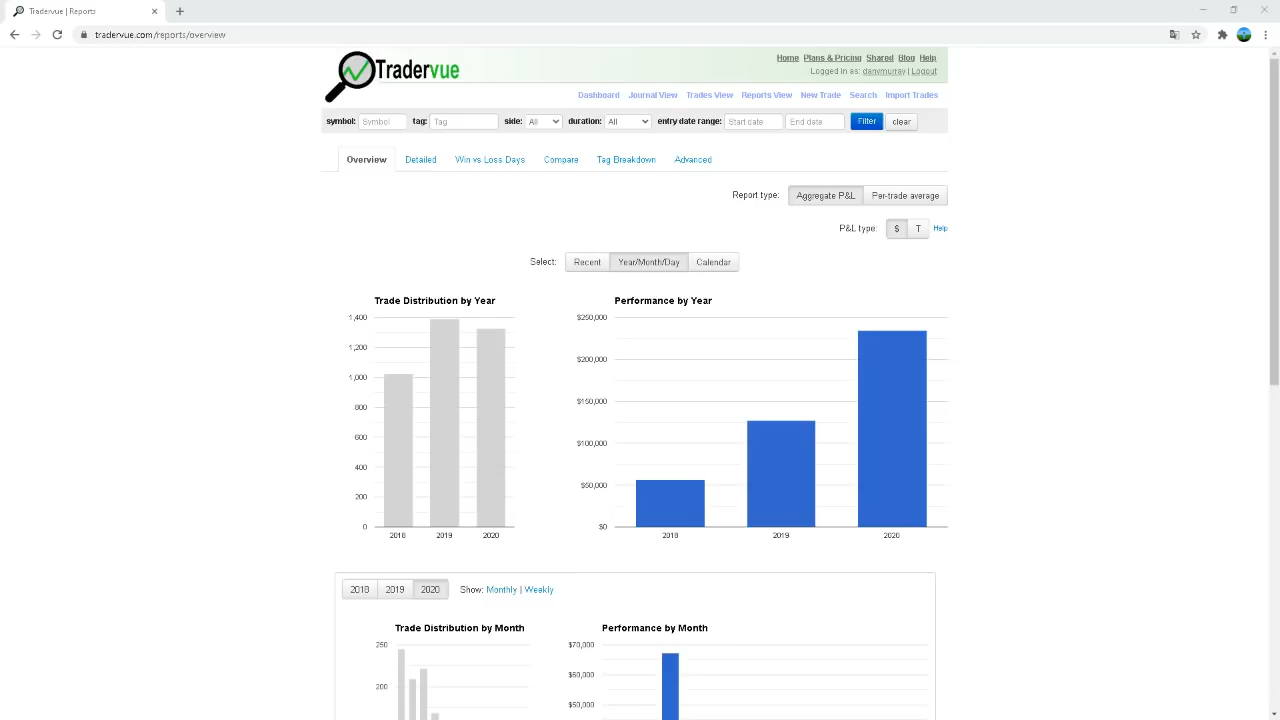 Tradervue | Reports
tradervue.com/reports/overview
Tradervue
Home Plans & Pricing Shared Blog Help
Logged in as: danymurray | Logout
Dashboard Journal View Trades View Reports View New Trade Search Import Trades
symbol: Symbol tag: Tag side: All duration: All entry date range: Start date End date Filter clear
Overview Detailed Win vs Loss Days Compare Tag Breakdown Advanced
Report type: Aggregate P&L Per-trade average
P&L type: $ T Help
Select: Recent Year/Month/Day Calendar
Trade Distribution by Year
1,400
1,200
1,000
800
600
400
200
0
2018 2019 2020
Performance by Year
$250,000
$200,000
$150,000
$100,000
$50,000
$0
2018 2019 2020
2018 2019 2020 Show: Monthly | Weekly
Trade Distribution by Month
250
200
Performance by Month
$70,000
$60,000
$50,000